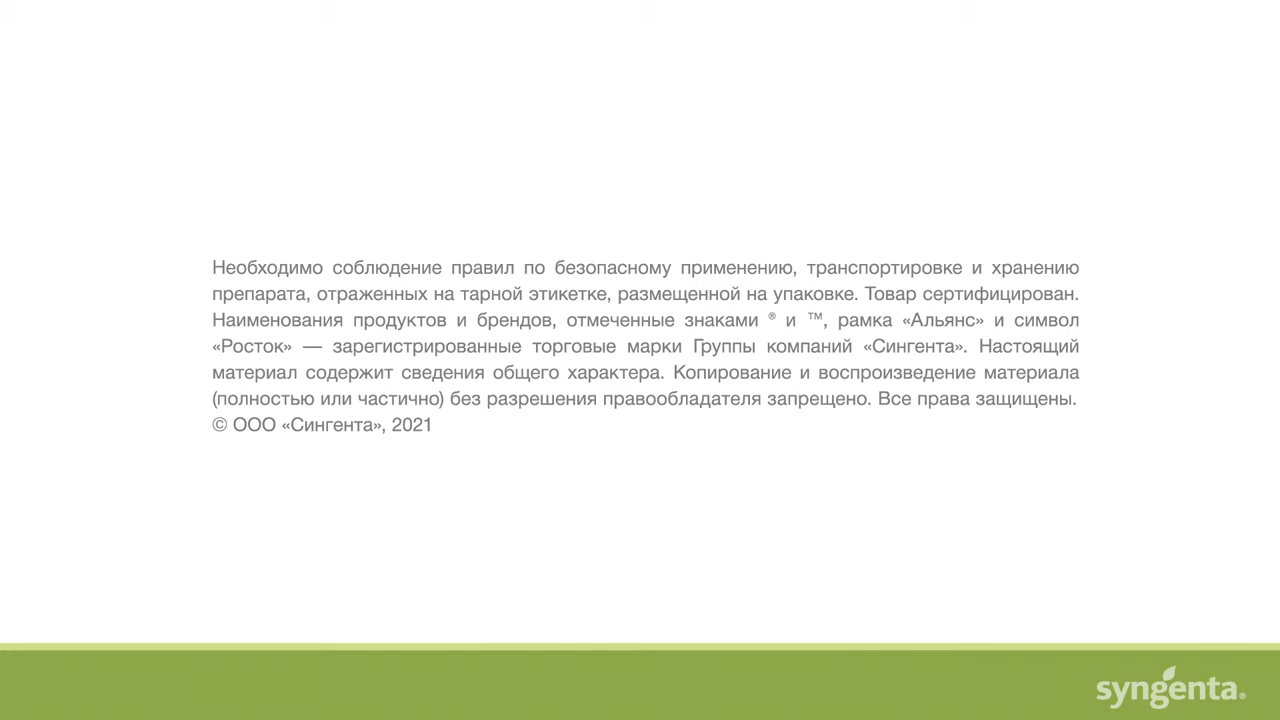 Необходимо соблюдение правил по безопасному применению, транспортировке и хранению
препарата, отраженных на тарной этикетке, размещенной на упаковке. Товар сертифицирован.
Наименования продуктов и брендов, отмеченные знаками ® и ™, рамка «Альянс» и символ
«Росток» — зарегистрированные торговые марки Группы компаний «Сингента». Настоящий
материал содержит сведения общего характера. Копирование и воспроизведение материала
(полностью или частично) без разрешения правообладателя запрещено. Все права защищены.
© ООО «Сингента», 2021
syngenta.